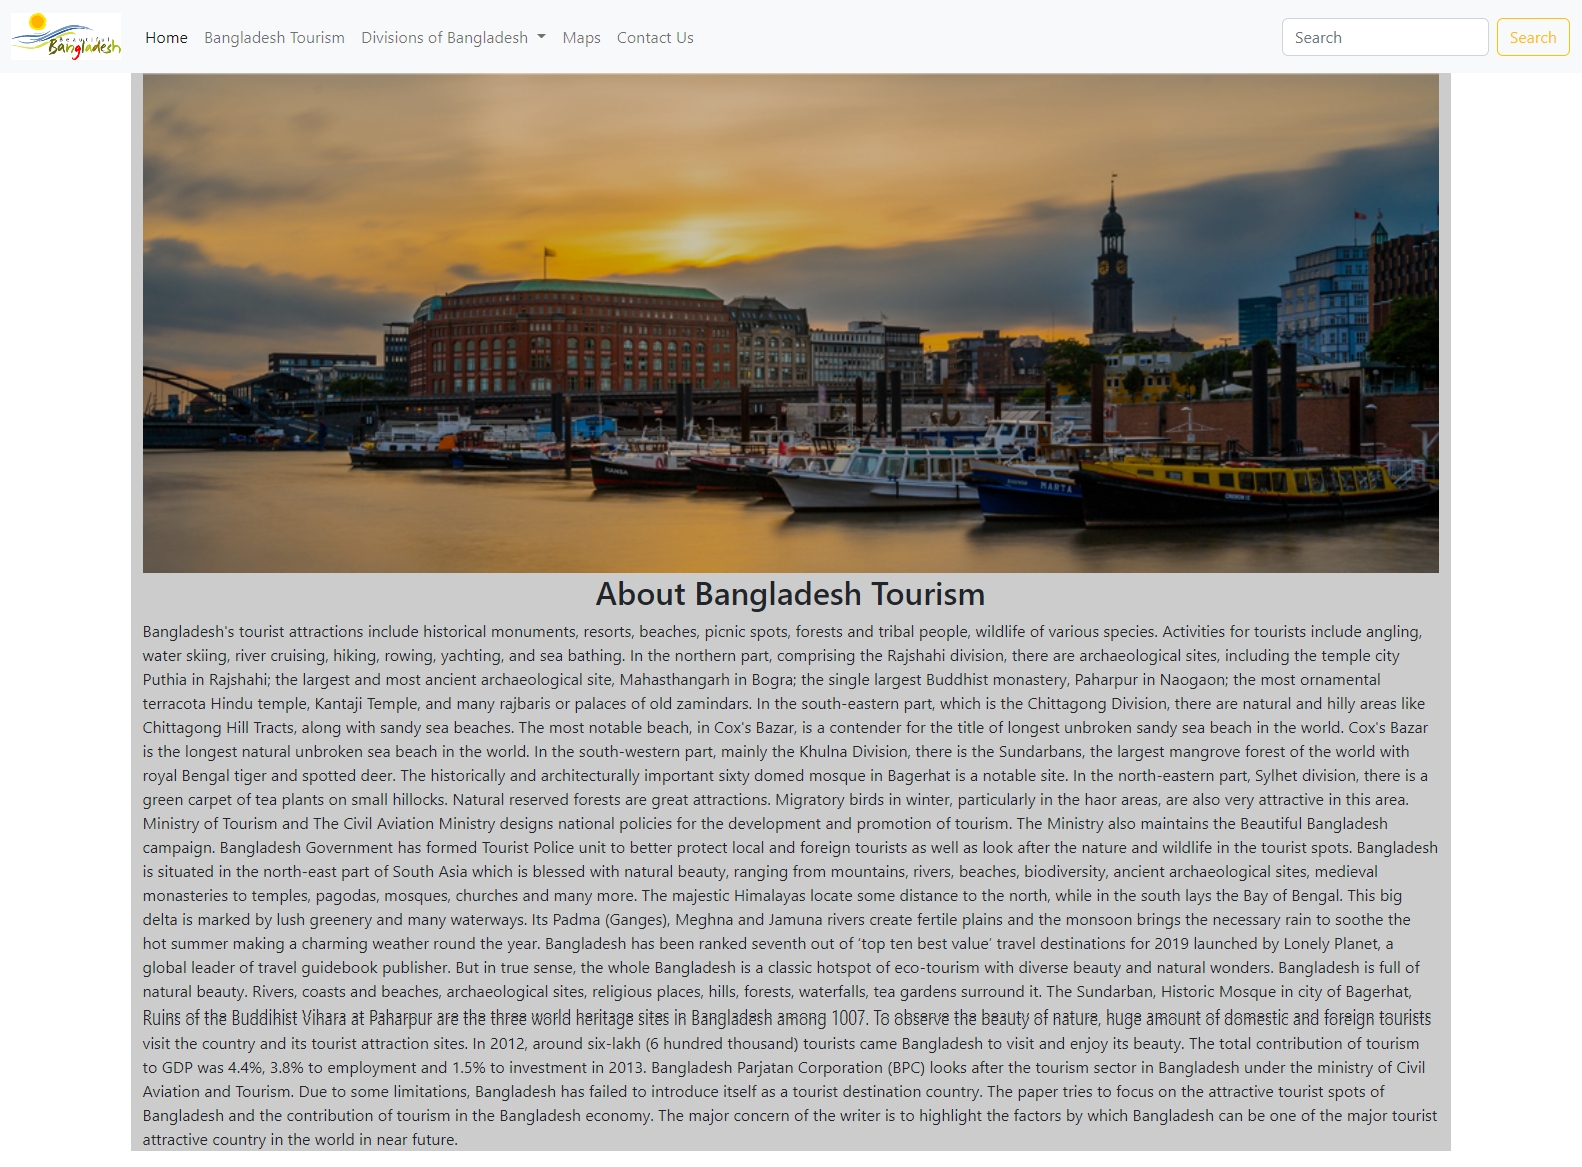 Beautiful
Bangladesh
Home Bangladesh Tourism Divisions of Bangladesh Maps Contact Us Search Search
HANSA
MARTA
About Bangladesh Tourism
Bangladesh's tourist attractions include historical monuments, resorts, beaches, picnic spots, forests and tribal people, wildlife of various species. Activities for tourists include angling,
water skiing, river cruising, hiking, rowing, yachting, and sea bathing. In the northern part, comprising the Rajshahi division, there are archaeological sites, including the temple city
Puthia in Rajshahi; the largest and most ancient archaeological site, Mahasthangarh in Bogra; the single largest Buddhist monastery, Paharpur in Naogaon; the most ornamental
terracota Hindu temple, Kantaji Temple, and many rajbaris or palaces of old zamindars. In the south-eastern part, which is the Chittagong Division, there are natural and hilly areas like
Chittagong Hill Tracts, along with sandy sea beaches. The most notable beach, in Cox's Bazar, is a contender for the title of longest unbroken sandy sea beach in the world. Cox's Bazar
is the longest natural unbroken sea beach in the world. In the south-western part, mainly the Khulna Division, there is the Sundarbans, the largest mangrove forest of the world with
royal Bengal tiger and spotted deer. The historically and architecturally important sixty domed mosque in Bagerhat is a notable site. In the north-eastern part, Sylhet division, there is a
green carpet of tea plants on small hillocks. Natural reserved forests are great attractions. Migratory birds in winter, particularly in the haor areas, are also very attractive in this area.
Ministry of Tourism and The Civil Aviation Ministry designs national policies for the development and promotion of tourism. The Ministry also maintains the Beautiful Bangladesh
campaign. Bangladesh Government has formed Tourist Police unit to better protect local and foreign tourists as well as look after the nature and wildlife in the tourist spots. Bangladesh
is situated in the north-east part of South Asia which is blessed with natural beauty, ranging from mountains, rivers, beaches, biodiversity, ancient archaeological sites, medieval
monasteries to temples, pagodas, mosques, churches and many more. The majestic Himalayas locate some distance to the north, while in the south lays the Bay of Bengal. This big
delta is marked by lush greenery and many waterways. Its Padma (Ganges), Meghna and Jamuna rivers create fertile plains and the monsoon brings the necessary rain to soothe the
hot summer making a charming weather round the year. Bangladesh has been ranked seventh out of ‘top ten best value’ travel destinations for 2019 launched by Lonely Planet, a
global leader of travel guidebook publisher. But in true sense, the whole Bangladesh is a classic hotspot of eco-tourism with diverse beauty and natural wonders. Bangladesh is full of
natural beauty. Rivers, coasts and beaches, archaeological sites, religious places, hills, forests, waterfalls, tea gardens surround it. The Sundarban, Historic Mosque in city of Bagerhat,
Ruins of the Buddihist Vihara at Paharpur are the three world heritage sites in Bangladesh among 1007. To observe the beauty of nature, huge amount of domestic and foreign tourists
visit the country and its tourist attraction sites. In 2012, around six-lakh (6 hundred thousand) tourists came Bangladesh to visit and enjoy its beauty. The total contribution of tourism
to GDP was 4.4%, 3.8% to employment and 1.5% to investment in 2013. Bangladesh Parjatan Corporation (BPC) looks after the tourism sector in Bangladesh under the ministry of Civil
Aviation and Tourism. Due to some limitations, Bangladesh has failed to introduce itself as a tourist destination country. The paper tries to focus on the attractive tourist spots of
Bangladesh and the contribution of tourism in the Bangladesh economy. The major concern of the writer is to highlight the factors by which Bangladesh can be one of the major tourist
attractive country in the world in near future.